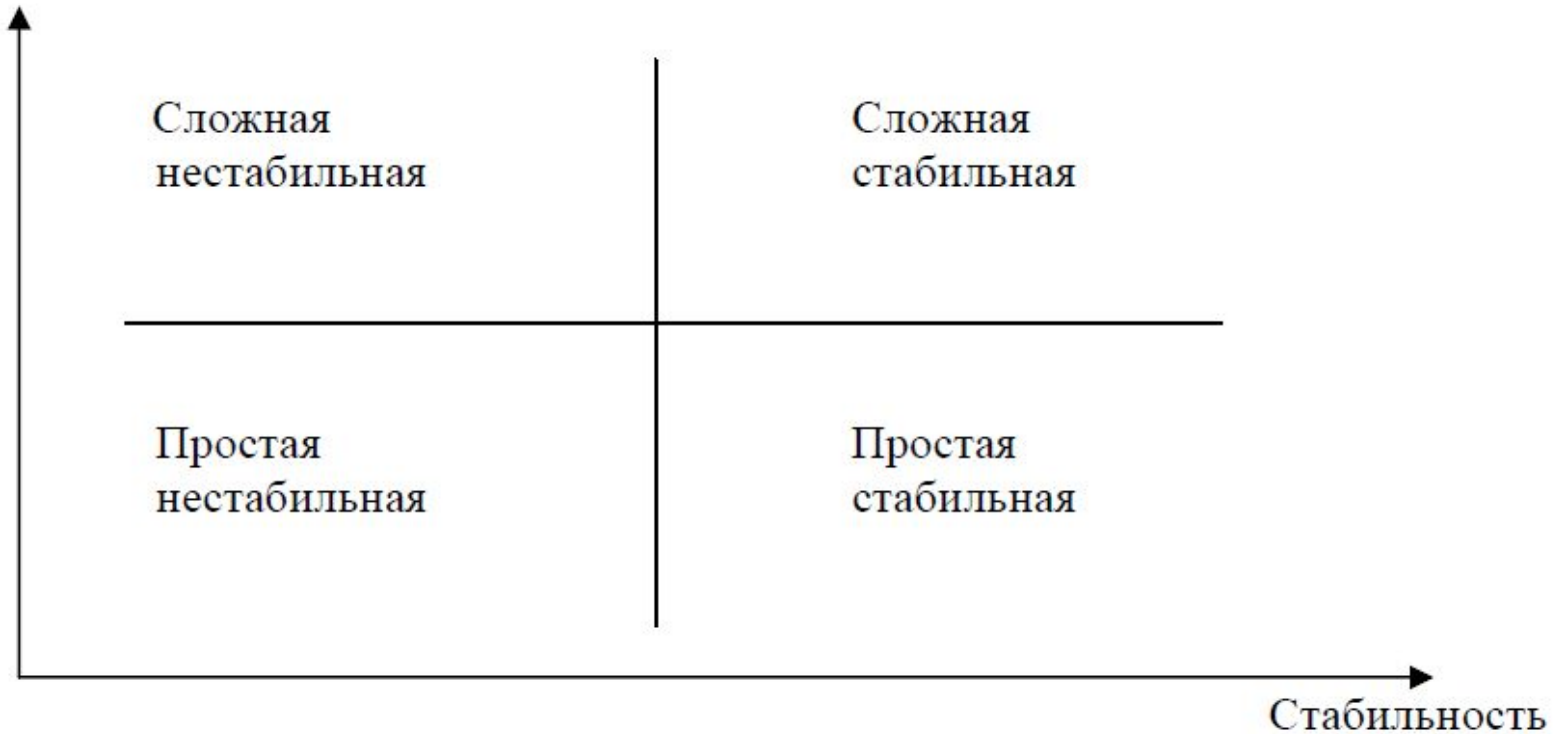 Сложная
нестабильная
Сложная
стабильная
Простая
нестабильная
Простая
стабильная
Стабильность